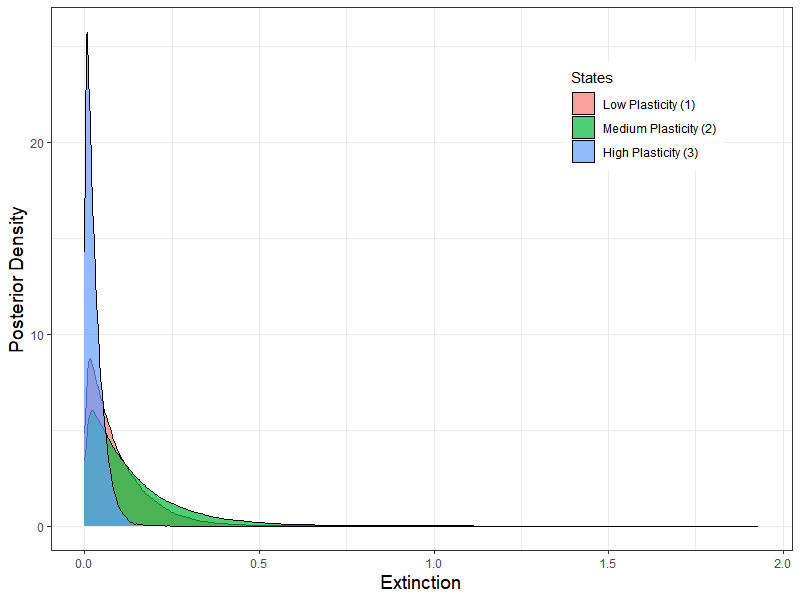 States
Low Plasticity (1)
Medium Plasticity (2)
High Plasticity (3)
Posterior Density
20
10
0
0.0 0.5 1.0 1.5 2.0
Extinction